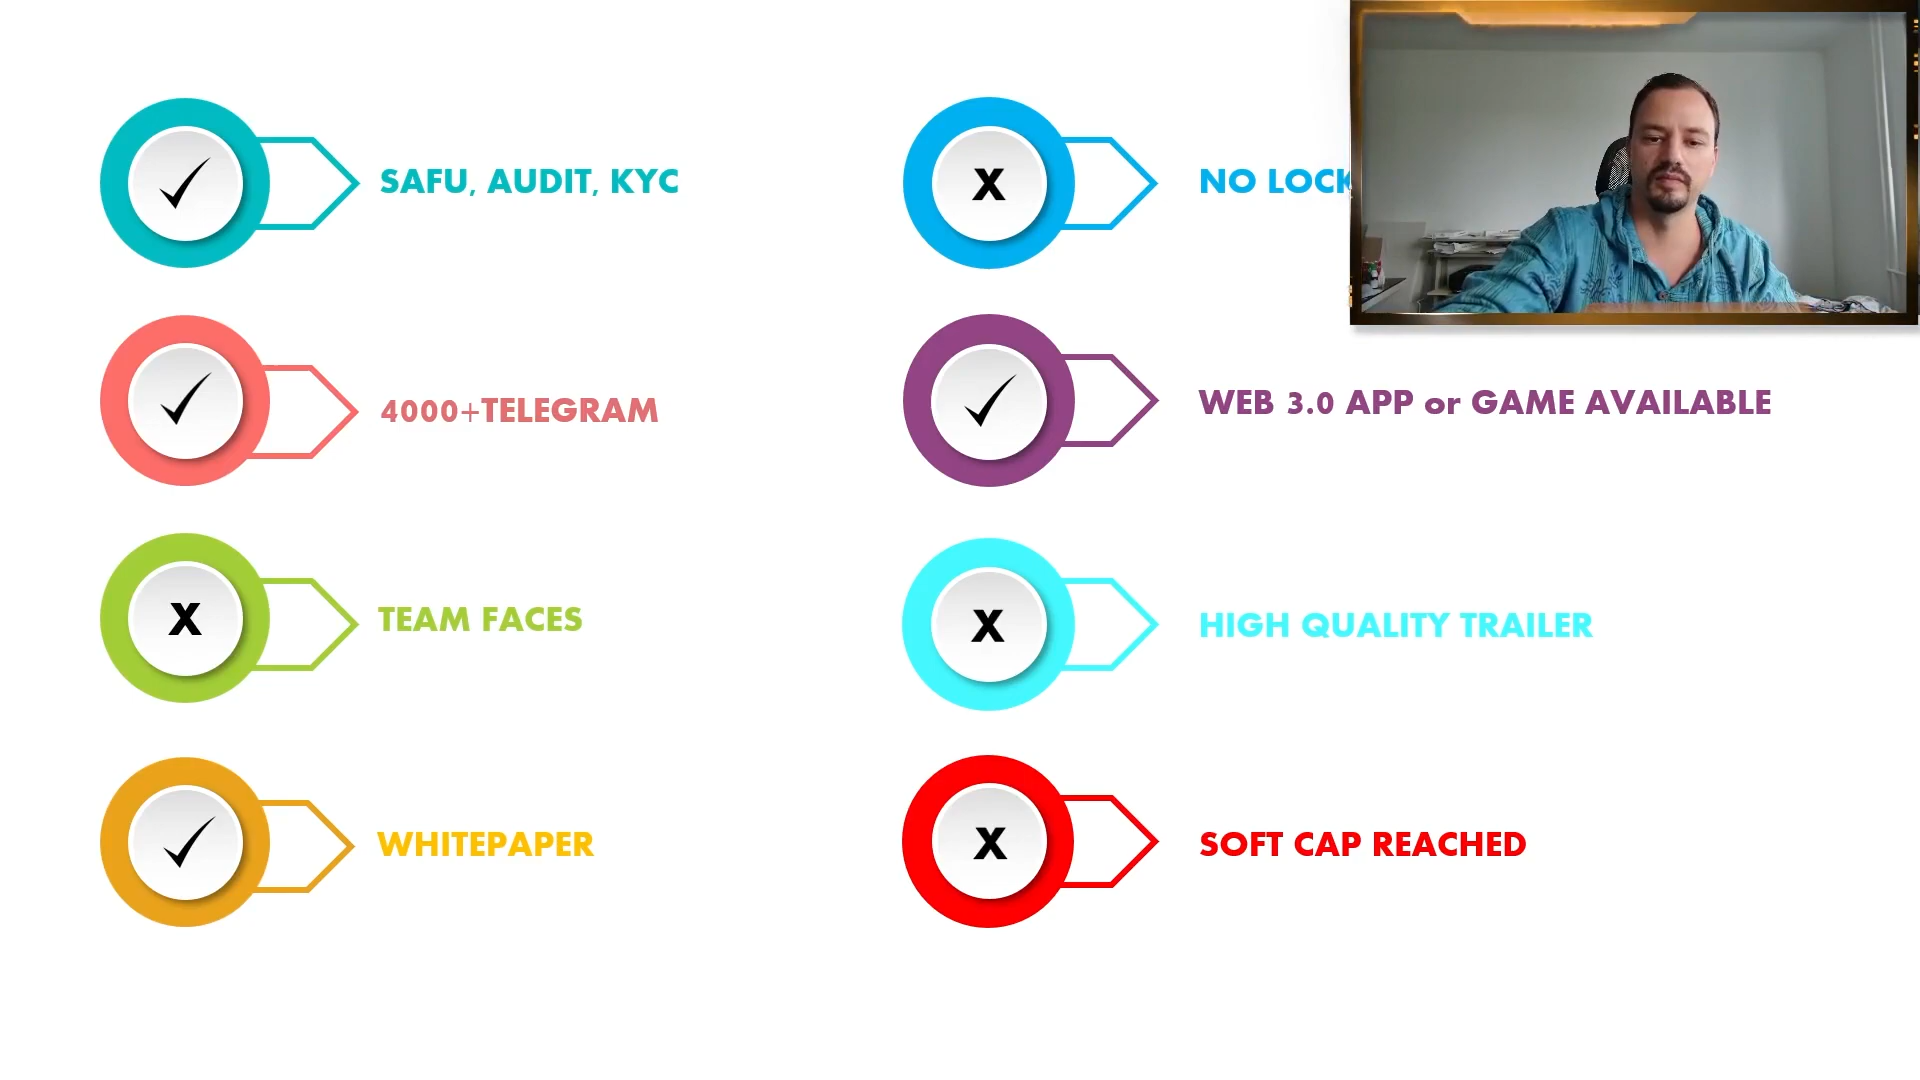 SAFU, AUDIT, KYC
4000+TELEGRAM
X TEAM FACES
WHITEPAPER
X NO LOCK
WEB 3.0 APP or GAME AVAILABLE
X HIGH QUALITY TRAILER
X SOFT CAP REACHED